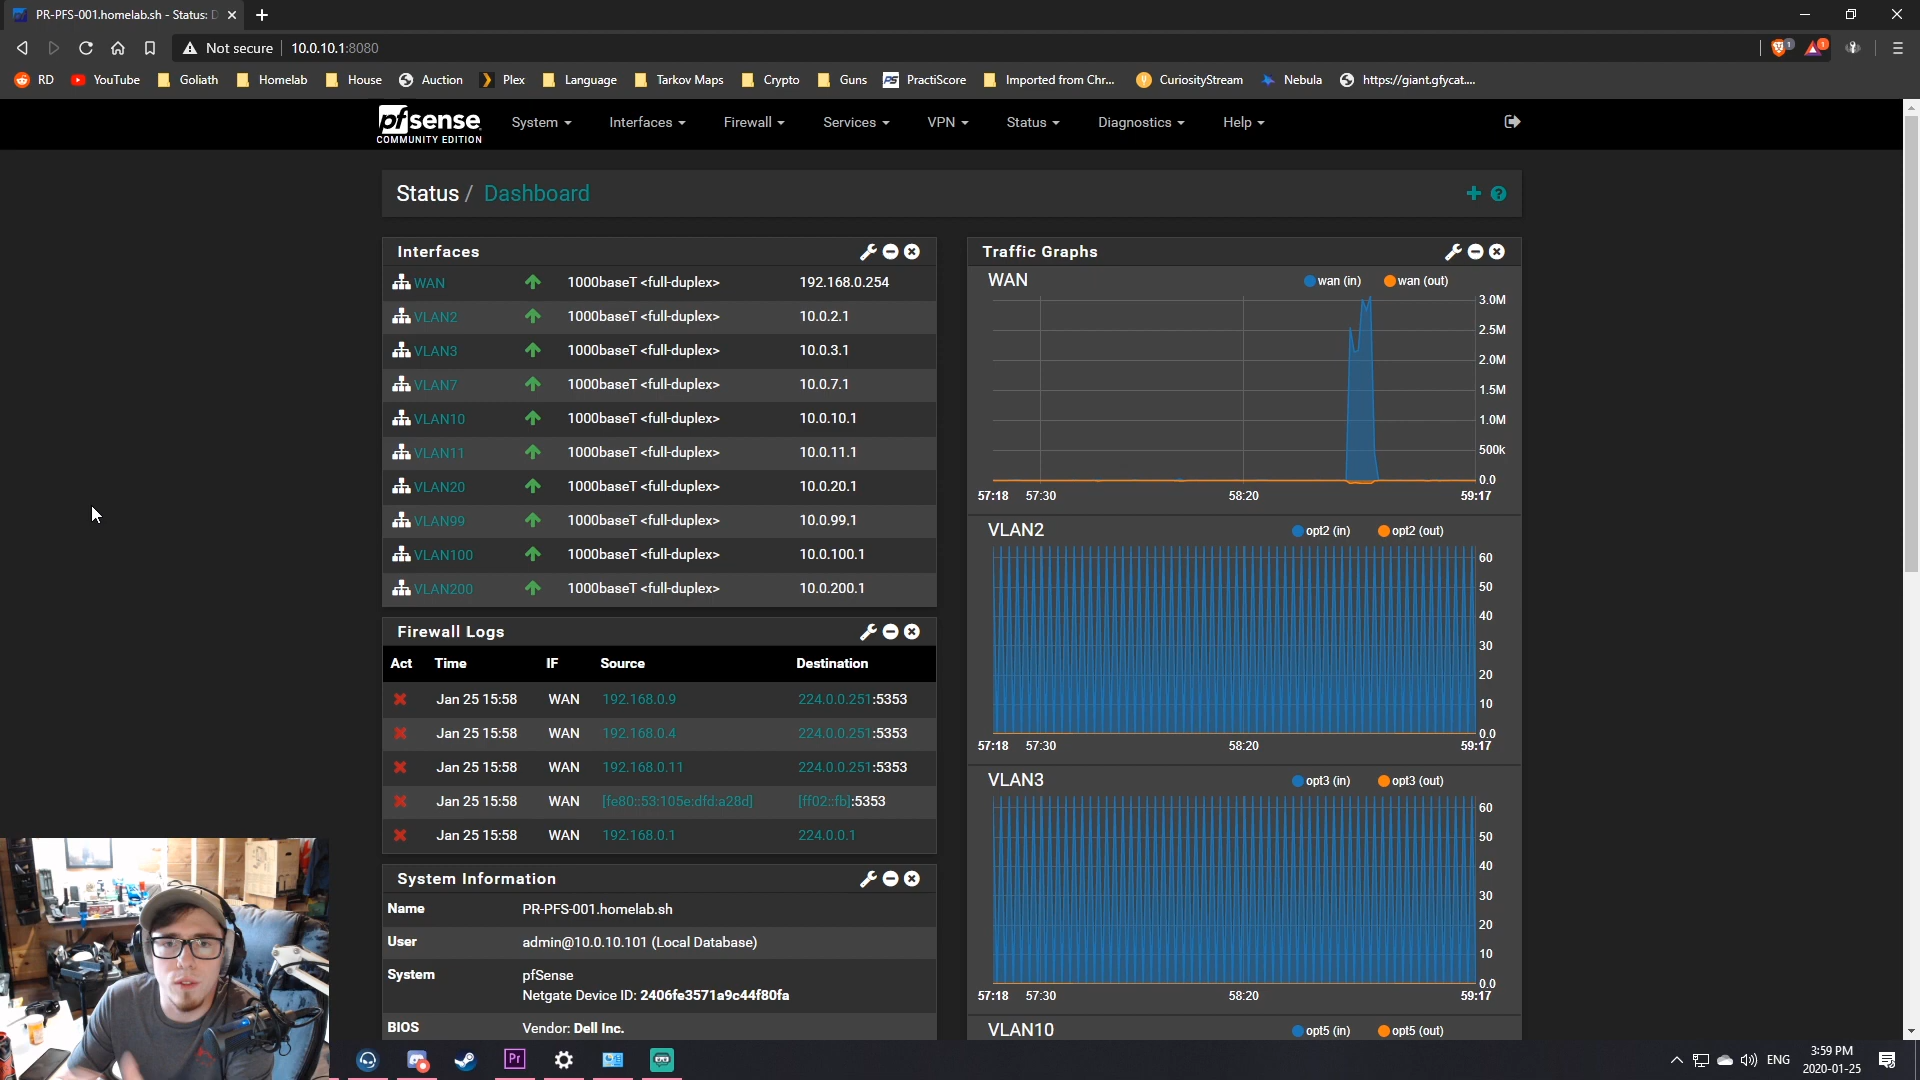 PR-PFS-001.homelab.sh - Status: D
Not secure
10.0.10.1:8080
1
1
RD
YouTube
Goliath
Homelab
House
Auction
Plex
Language
Tarkov Maps
Crypto
Guns
PS
PractiScore
Imported from Chr...
CuriosityStream
Nebula
https://giant.gfycat....
pfsense
COMMUNITY EDITION
System
Interfaces
Firewall
Services
VPN
Status
Diagnostics
Help
Status / Dashboard
Interfaces
WAN 1000baseT <full-duplex> 192.168.0.254
VLAN2 1000baseT <full-duplex> 10.0.2.1
VLAN3 1000baseT <full-duplex> 10.0.3.1
VLAN7 1000baseT <full-duplex> 10.0.7.1
VLAN10 1000baseT <full-duplex> 10.0.10.1
VLAN11 1000baseT <full-duplex> 10.0.11.1
VLAN20 1000baseT <full-duplex> 10.0.20.1
VLAN99 1000baseT <full-duplex> 10.0.99.1
VLAN100 1000baseT <full-duplex> 10.0.100.1
VLAN200 1000baseT <full-duplex> 10.0.200.1
Firewall Logs
Act Time IF Source Destination
Jan 25 15:58 WAN 192.168.0.9 224.0.0.251:5353
Jan 25 15:58 WAN 192.168.0.4 224.0.0.251:5353
Jan 25 15:58 WAN 192.168.0.11 224.0.0.251:5353
Jan 25 15:58 WAN [fe80::53:105e:dfd:a28d] [ff02::fb]:5353
Jan 25 15:58 WAN 192.168.0.1 224.0.0.1
System Information
Name PR-PFS-001.homelab.sh
User admin@10.0.10.101 (Local Database)
System pfSense
Netgate Device ID: 2406fe3571a9c44f80fa
BIOS Vendor: Dell Inc.
Traffic Graphs
WAN wan (in) wan (out)
3.0M
2.5M
2.0M
1.5M
1.0M
500k
0.0
57:18 57:30 58:20 59:17
VLAN2 opt2 (in) opt2 (out)
60
50
40
30
20
10
0.0
57:18 57:30 58:20 59:17
VLAN3 opt3 (in) opt3 (out)
60
50
40
30
20
10
0.0
57:18 57:30 58:20 59:17
VLAN10 opt5 (in) opt5 (out)
Pr
ENG
3:59 PM
2020-01-25